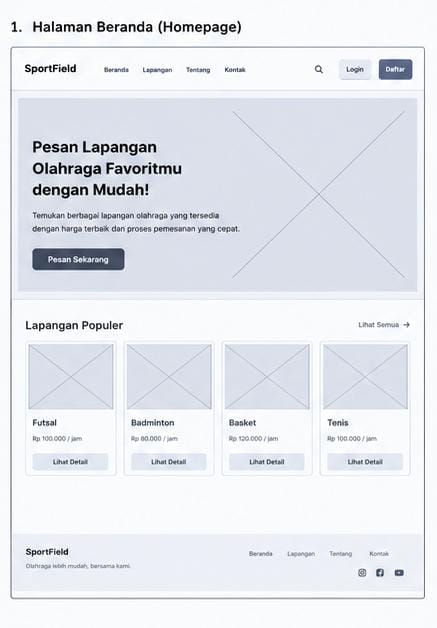 1. Halaman Beranda (Homepage)
SportField
Beranda Lapangan Tentang Kontak
Login Daftar
Pesan Lapangan
Olahraga Favoritmu
dengan Mudah!
Temukan berbagai lapangan olahraga yang tersedia
dengan harga terbaik dan proses pemesanan yang cepat.
Pesan Sekarang
Lapangan Populer
Lihat Semua →
Futsal
Rp 100.000 / jam
Lihat Detail
Badminton
Rp 80.000 / jam
Lihat Detail
Basket
Rp 120.000 / jam
Lihat Detail
Tenis
Rp 100.000 / jam
Lihat Detail
SportField
Olahraga lebih mudah, bersama kami.
Beranda Lapangan Tentang Kontak